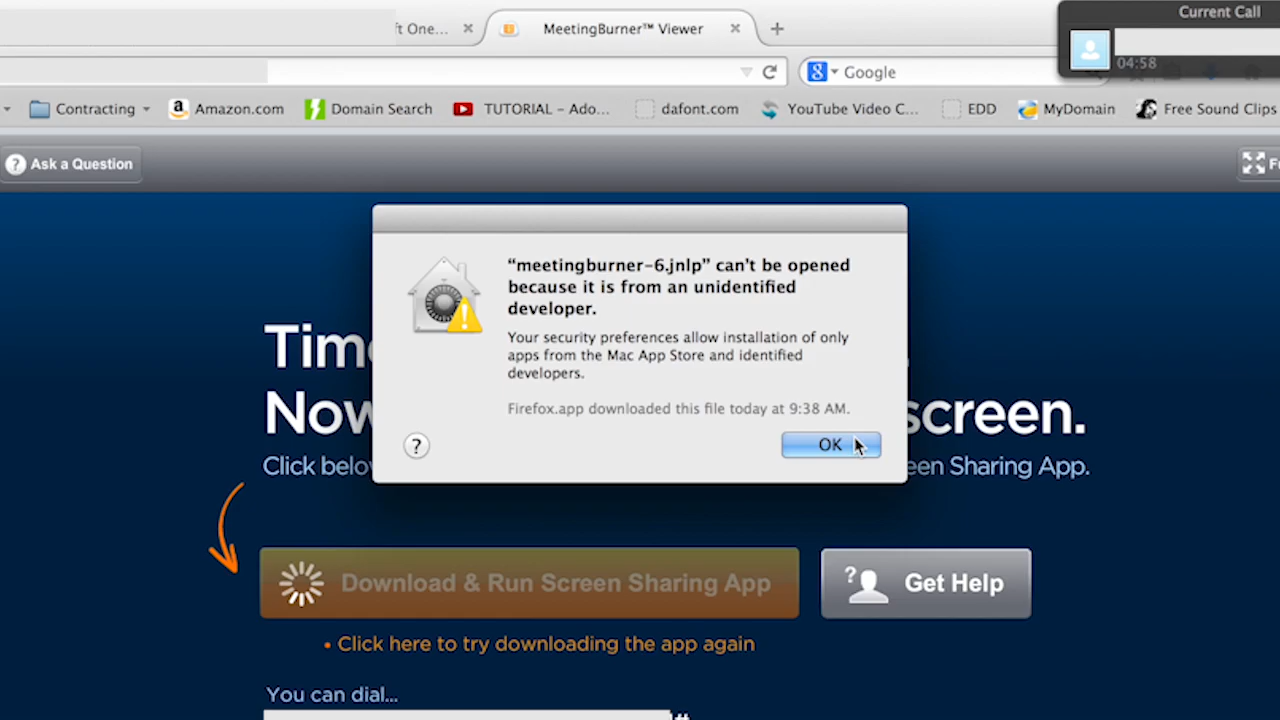 Current Call
ft One...
MeetingBurner™ Viewer
04:58
Google
Contracting
Amazon.com
Domain Search
TUTORIAL – Ado...
dafont.com
YouTube Video C...
EDD
MyDomain
Free Sound Clips
Ask a Question
“meetingburner-6.jnlp” can’t be opened
because it is from an unidentified
developer.
Your security preferences allow installation of only
apps from the Mac App Store and identified
developers.
Firefox.app downloaded this file today at 9:38 AM.
?
OK
Now screen.
Click below Sharing App.
Download & Run Screen Sharing App
Get Help
• Click here to try downloading the app again
You can dial...
#